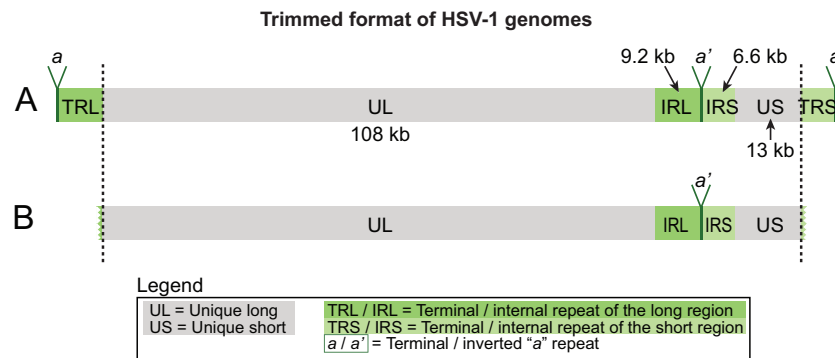 Trimmed format of HSV-1 genomes
a 9.2 kb a' 6.6 kb a
A TRL UL IRL IRS US TRS
108 kb 13 kb
a'
B UL IRL IRS US
Legend
UL = Unique long
US = Unique short
TRL / IRL = Terminal / internal repeat of the long region
TRS / IRS = Terminal / internal repeat of the short region
a / a' = Terminal / inverted “a” repeat